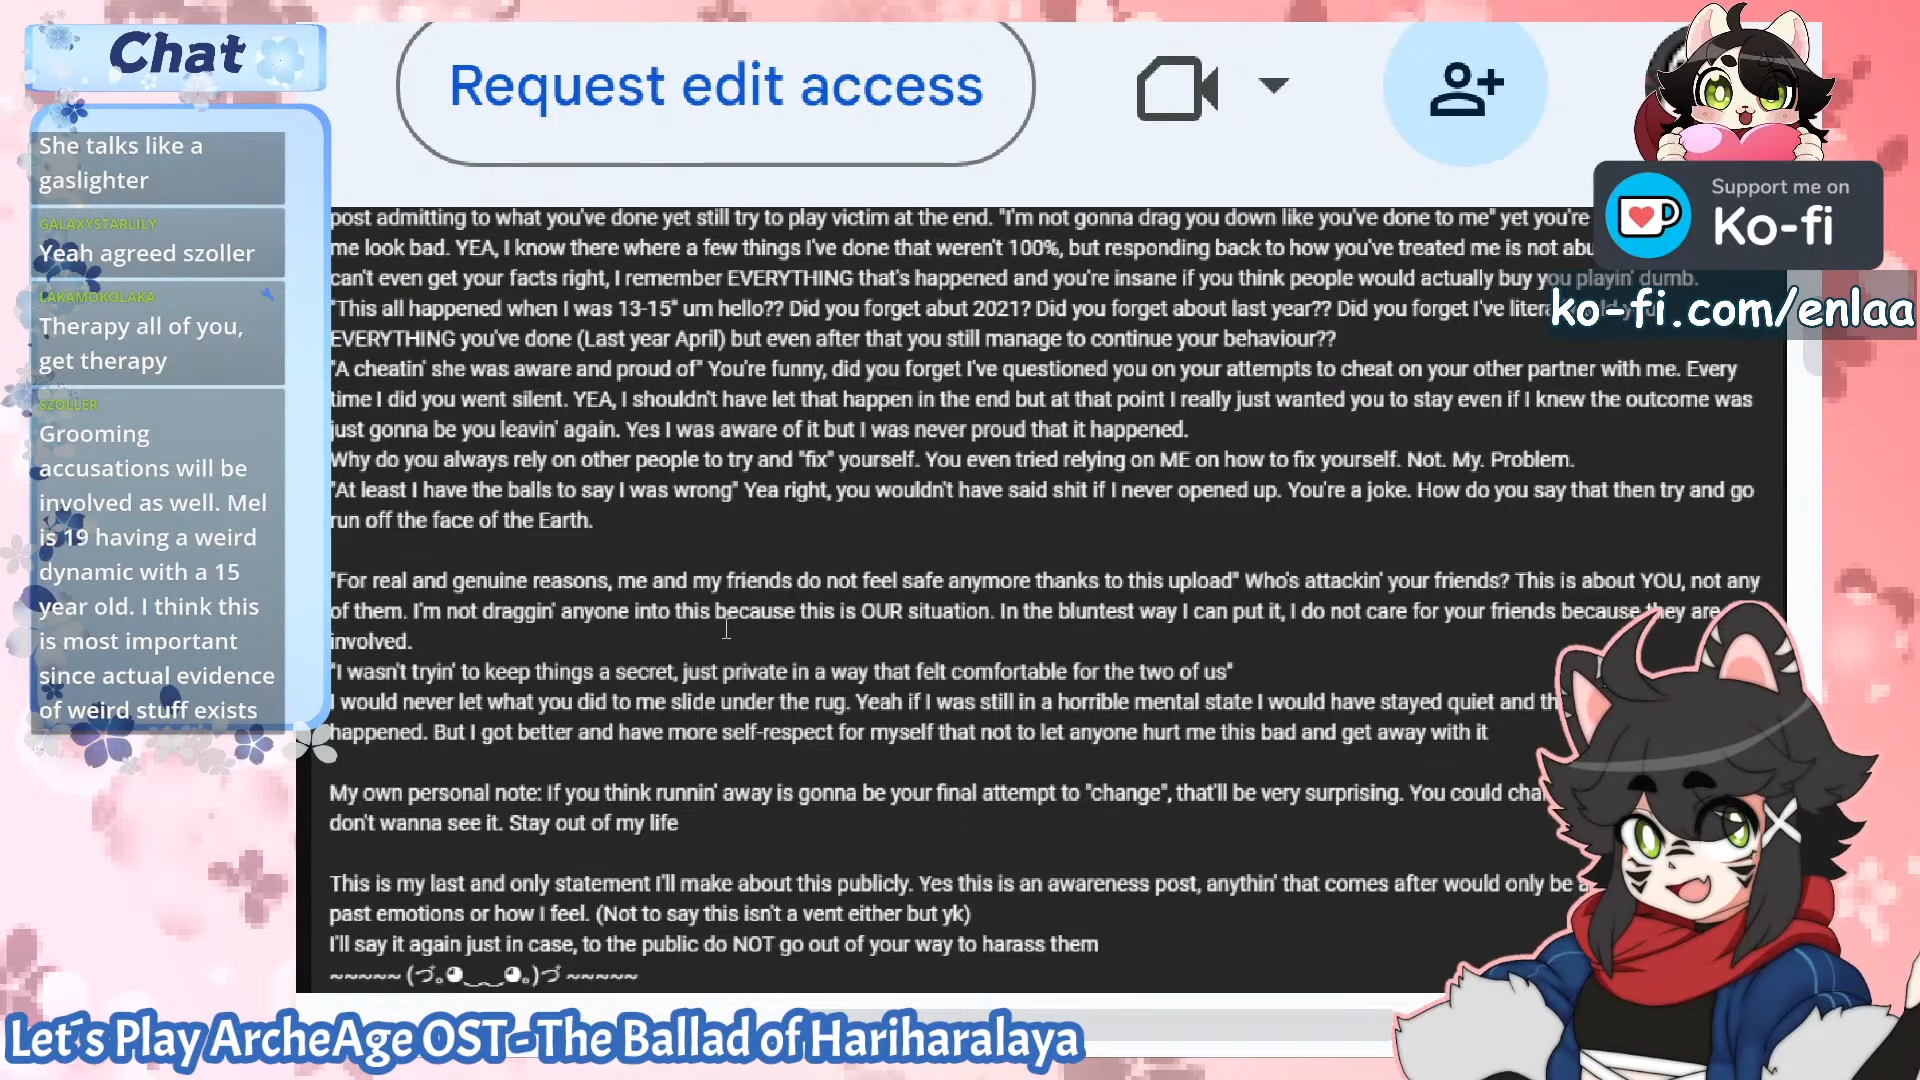 Chat
She talks like a
gaslighter
GALAXYSTARLILY
Yeah agreed szoller
LAKAMOKOLAKA
Therapy all of you,
get therapy
SZOLLER
Grooming
accusations will be
involved as well. Mel
is 19 having a weird
dynamic with a 15
year old. I think this
is most important
since actual evidence
of weird stuff exists
Request edit access
Support me on
Ko-fi
ko-fi.com/enlaa
post admitting to what you've done yet still try to play victim at the end. "I'm not gonna drag you down like you've done to me" yet you're
me look bad. YEA, I know there where a few things I've done that weren't 100%, but responding back to how you've treated me is not
can't even get your facts right, I remember EVERYTHING that's happened and you're insane if you think people would actually buy you playin' dumb.
"This all happened when I was 13-15" um hello?? Did you forget abut 2021? Did you forget about last year?? Did you forget I've
EVERYTHING you've done (Last year April) but even after that you still manage to continue your behaviour??
"A cheatin' she was aware and proud of" You're funny, did you forget I've questioned you on your attempts to cheat on your other partner with me. Every
time I did you went silent. YEA, I shouldn't have let that happen in the end but at that point I really just wanted you to stay even if I knew the outcome was
just gonna be you leavin' again. Yes I was aware of it but I was never proud that it happened.
Why do you always rely on other people to try and "fix" yourself. You even tried relying on ME on how to fix yourself. Not. My. Problem.
"At least I have the balls to say I was wrong" Yea right, you wouldn't have said shit if I never opened up. You're a joke. How do you say that then try and go
run off the face of the Earth.
"For real and genuine reasons, me and my friends do not feel safe anymore thanks to this upload" Who's attackin' your friends? This is about YOU, not any
of them. I'm not draggin' anyone into this because this is OUR situation. In the bluntest way I can put it, I do not care for your friends because they are
involved.
"I wasn't tryin' to keep things a secret, just private in a way that felt comfortable for the two of us"
I would never let what you did to me slide under the rug. Yeah if I was still in a horrible mental state I would have stayed quiet and
happened. But I got better and have more self-respect for myself that not to let anyone hurt me this bad and get away with it
My own personal note: If you think runnin' away is gonna be your final attempt to "change", that'll be very surprising. You could
don't wanna see it. Stay out of my life
This is my last and only statement I'll make about this publicly. Yes this is an awareness post, anythin' that comes after would only be
past emotions or how I feel. (Not to say this isn't a vent either but yk)
I'll say it again just in case, to the public do NOT go out of your way to harass them
~~~~~ (づ｡◕‿‿◕｡)づ ~~~~~
Let´s Play ArcheAge OST - The Ballad of Hariharalaya